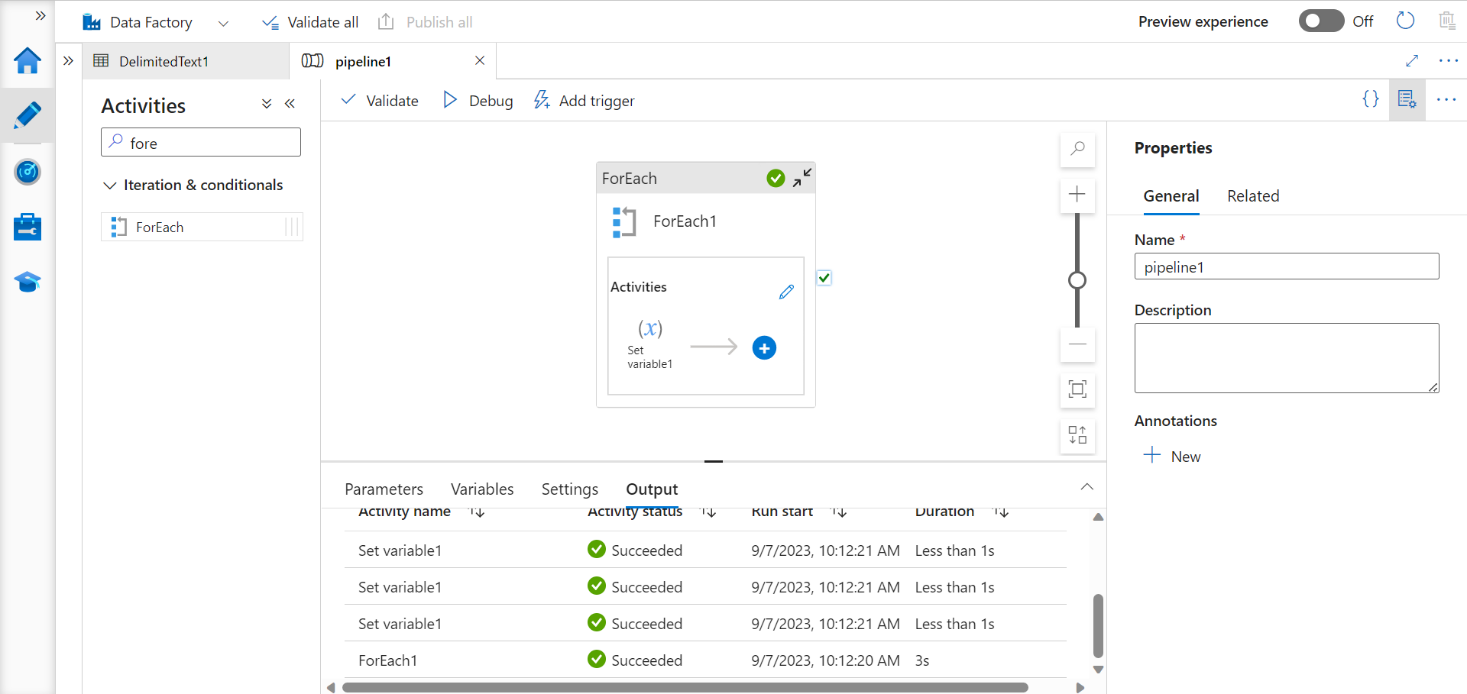 Data Factory
Validate all
Publish all
Preview experience
Off
DelimitedText1
pipeline1
Activities
fore
Iteration & conditionals
ForEach
Validate
Debug
Add trigger
ForEach
ForEach1
Activities
(x)
Set
variable1
Parameters Variables Settings Output
Activity name Activity status Run start Duration
Set variable1 Succeeded 9/7/2023, 10:12:21 AM Less than 1s
Set variable1 Succeeded 9/7/2023, 10:12:21 AM Less than 1s
Set variable1 Succeeded 9/7/2023, 10:12:21 AM Less than 1s
ForEach1 Succeeded 9/7/2023, 10:12:20 AM 3s
{}
Properties
General Related
Name *
pipeline1
Description
Annotations
New